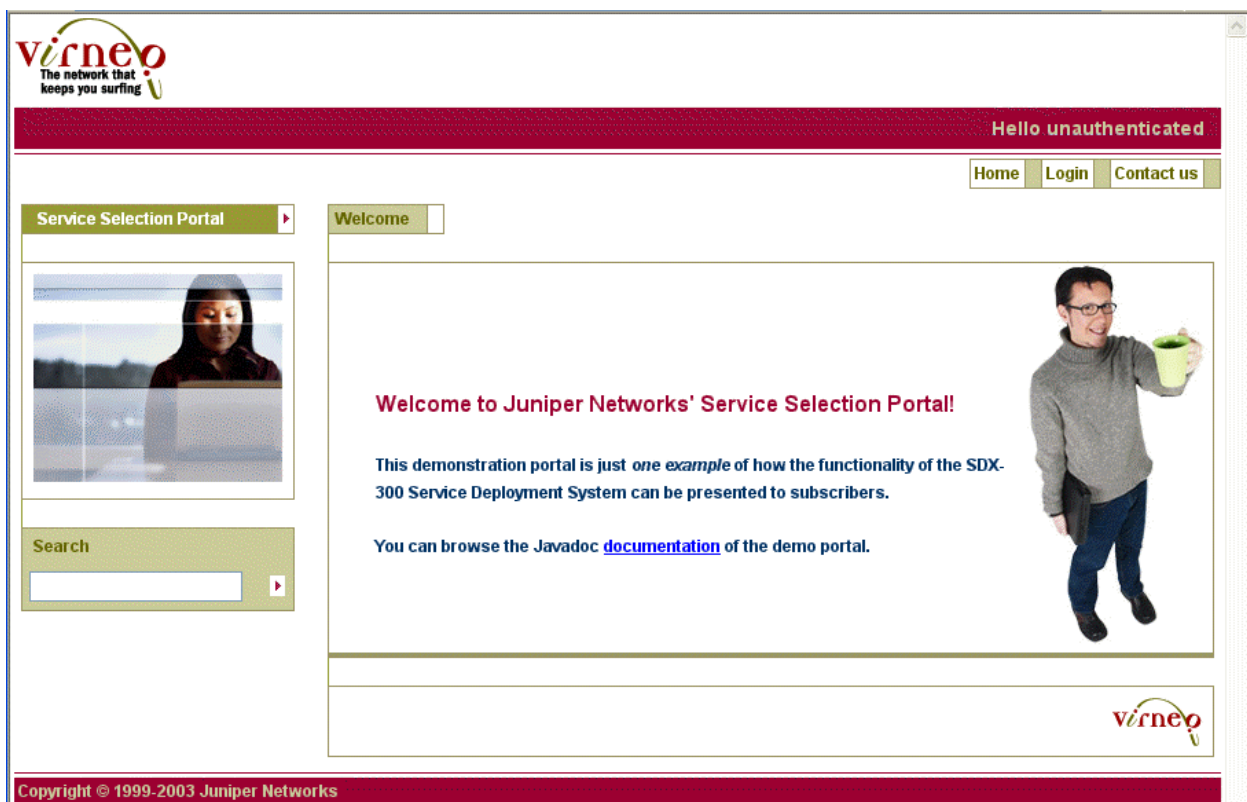 Virneo
The network that
keeps you surfing
Hello unauthenticated
Home Login Contact us
Service Selection Portal
Welcome
Welcome to Juniper Networks' Service Selection Portal!
This demonstration portal is just one example of how the functionality of the SDX-
300 Service Deployment System can be presented to subscribers.
You can browse the Javadoc documentation of the demo portal.
Search
virneo
Copyright © 1999-2003 Juniper Networks